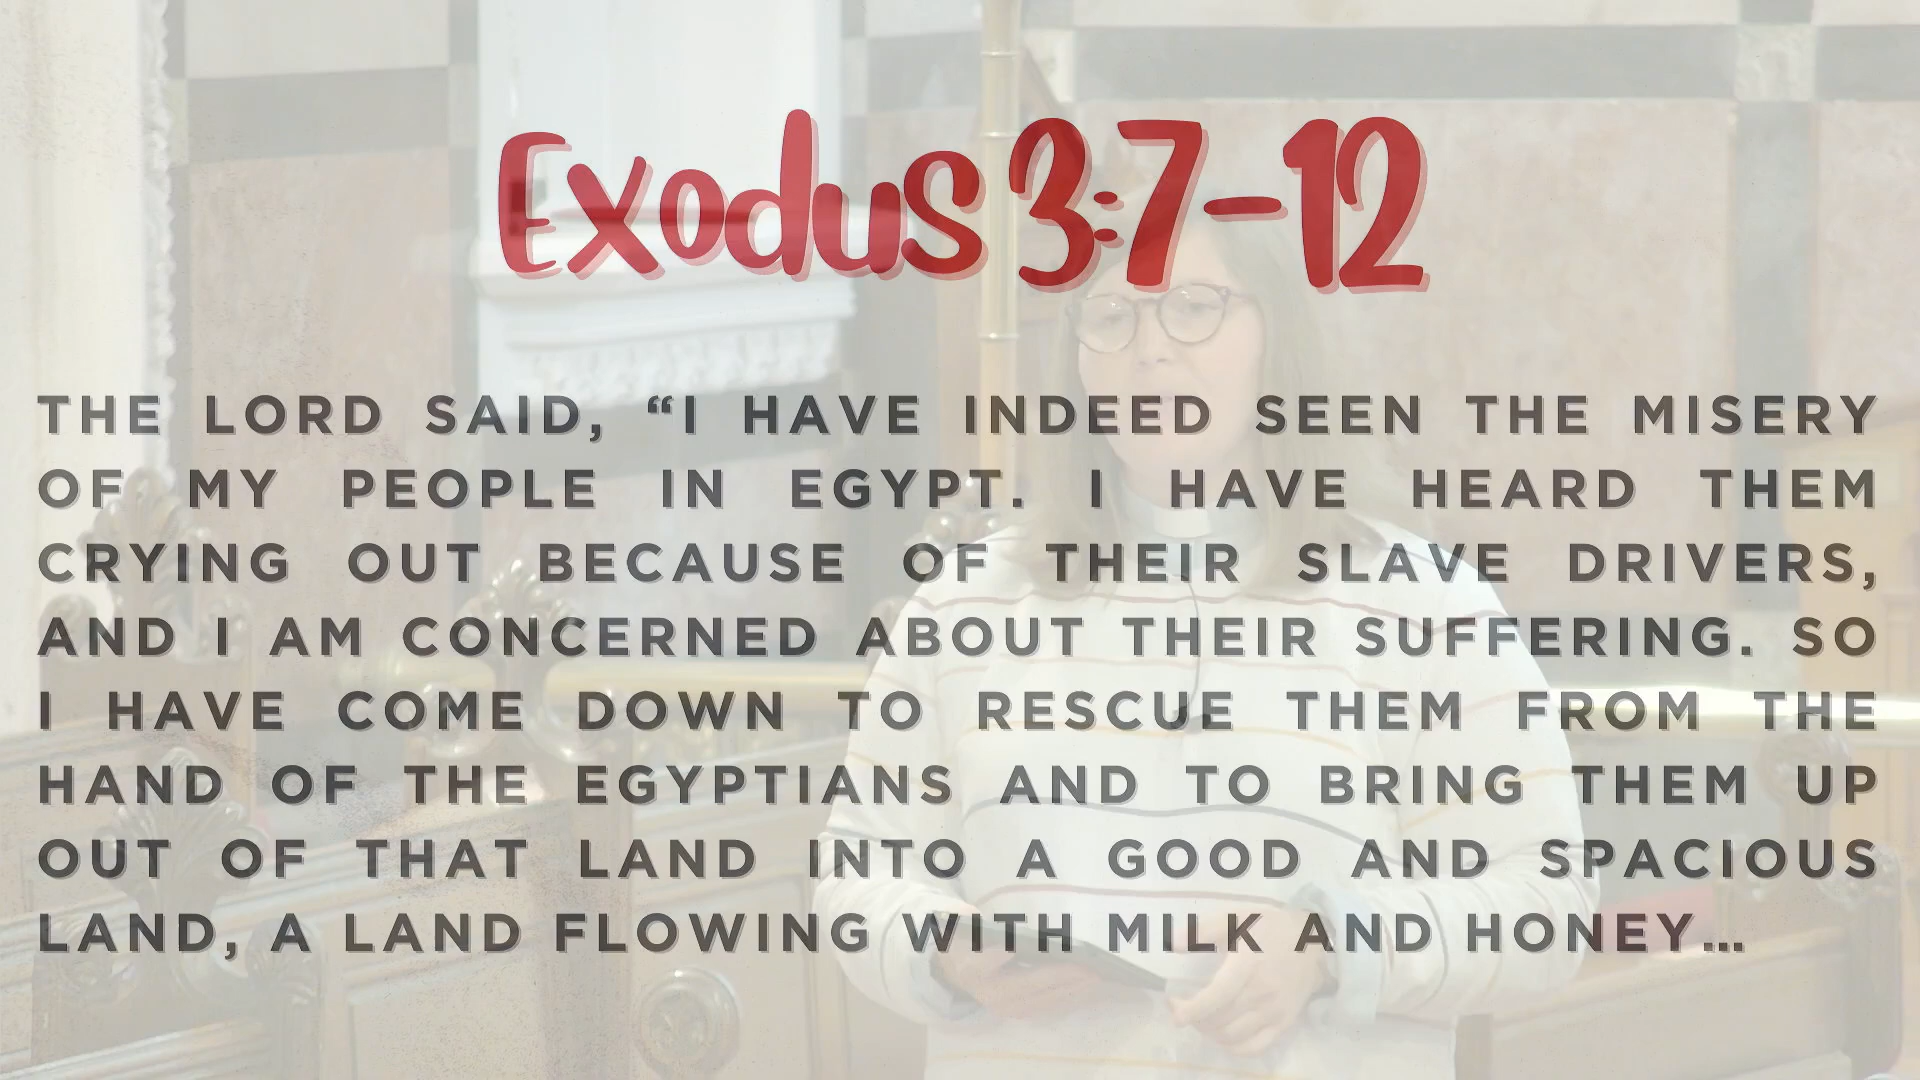 Exodus 3:7-12
THE LORD SAID, “I HAVE INDEED SEEN THE MISERY
OF MY PEOPLE IN EGYPT. I HAVE HEARD THEM
CRYING OUT BECAUSE OF THEIR SLAVE DRIVERS,
AND I AM CONCERNED ABOUT THEIR SUFFERING. SO
I HAVE COME DOWN TO RESCUE THEM FROM THE
HAND OF THE EGYPTIANS AND TO BRING THEM UP
OUT OF THAT LAND INTO A GOOD AND SPACIOUS
LAND, A LAND FLOWING WITH MILK AND HONEY...